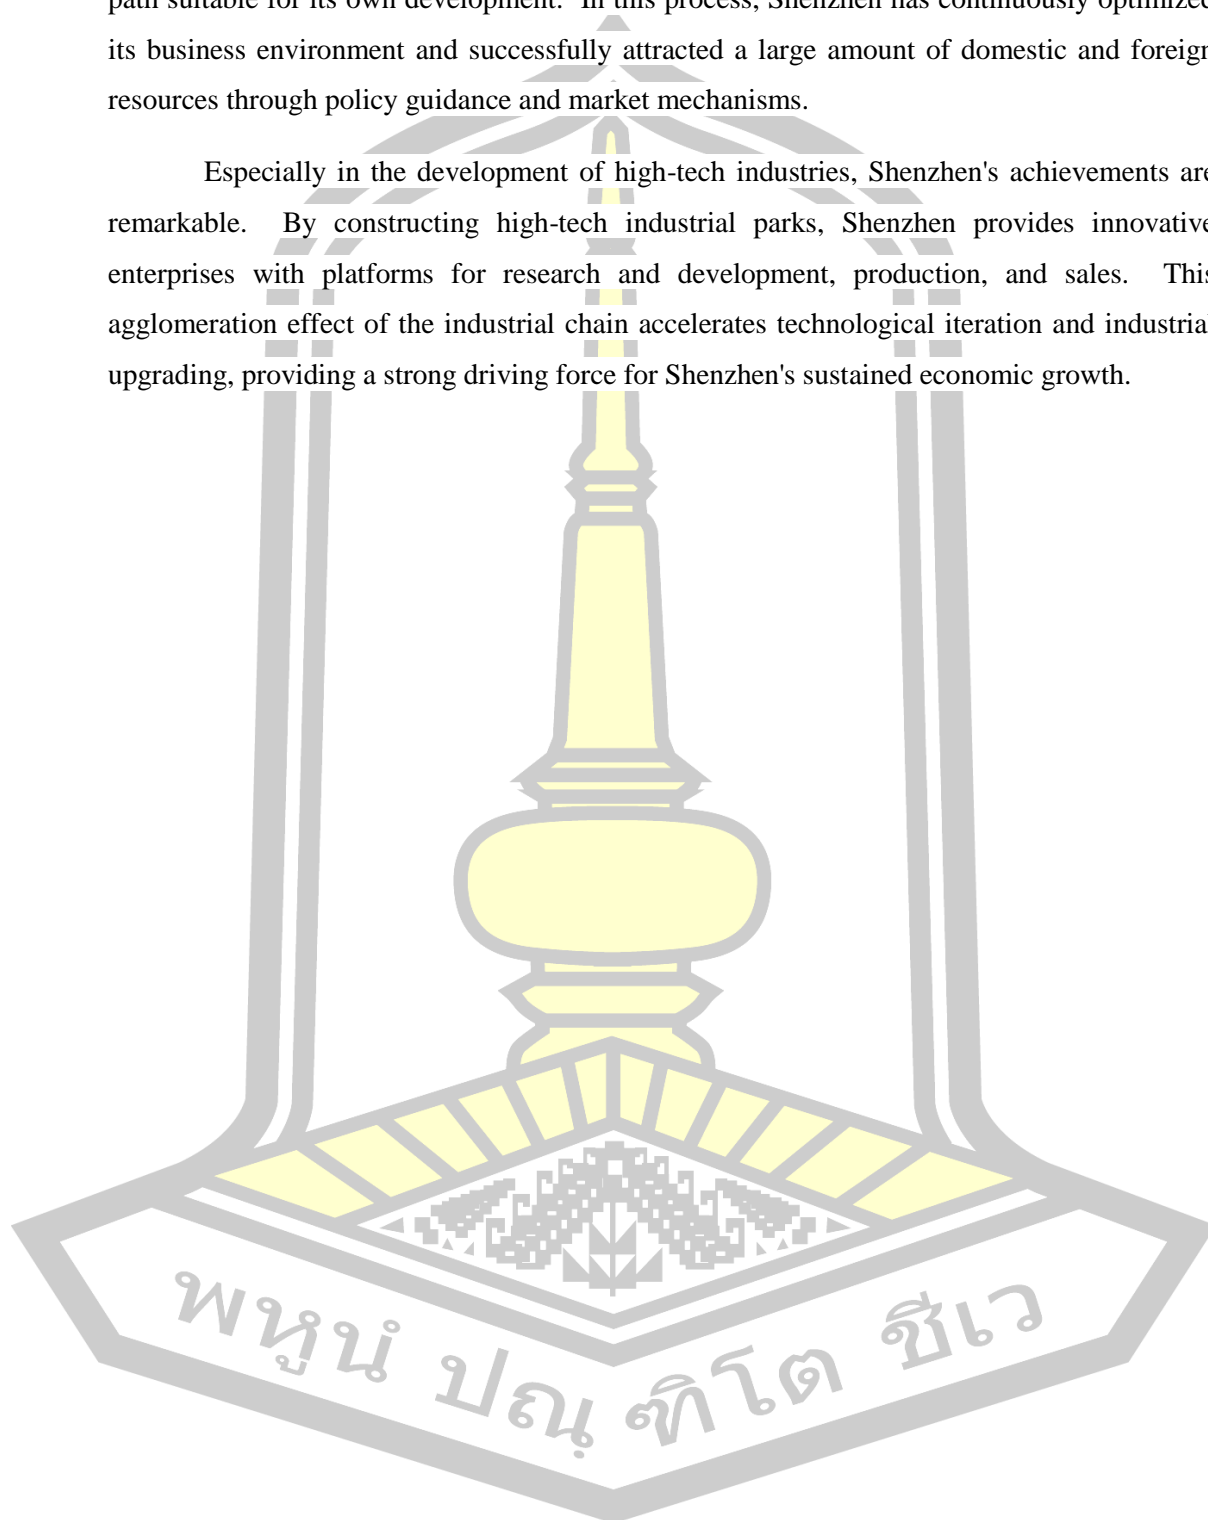 path suitable for its own development.  In this process, Shenzhen has continuously optimized
its business environment and successfully attracted a large amount of domestic and foreign
resources through policy guidance and market mechanisms.
Especially in the development of high-tech industries, Shenzhen's achievements are
remarkable.  By constructing high-tech industrial parks, Shenzhen provides innovative
enterprises with platforms for research and development, production, and sales.  This
agglomeration effect of the industrial chain accelerates technological iteration and industrial
upgrading, providing a strong driving force for Shenzhen's sustained economic growth.
พหูนํ ปณฺฑิโต ชีเว